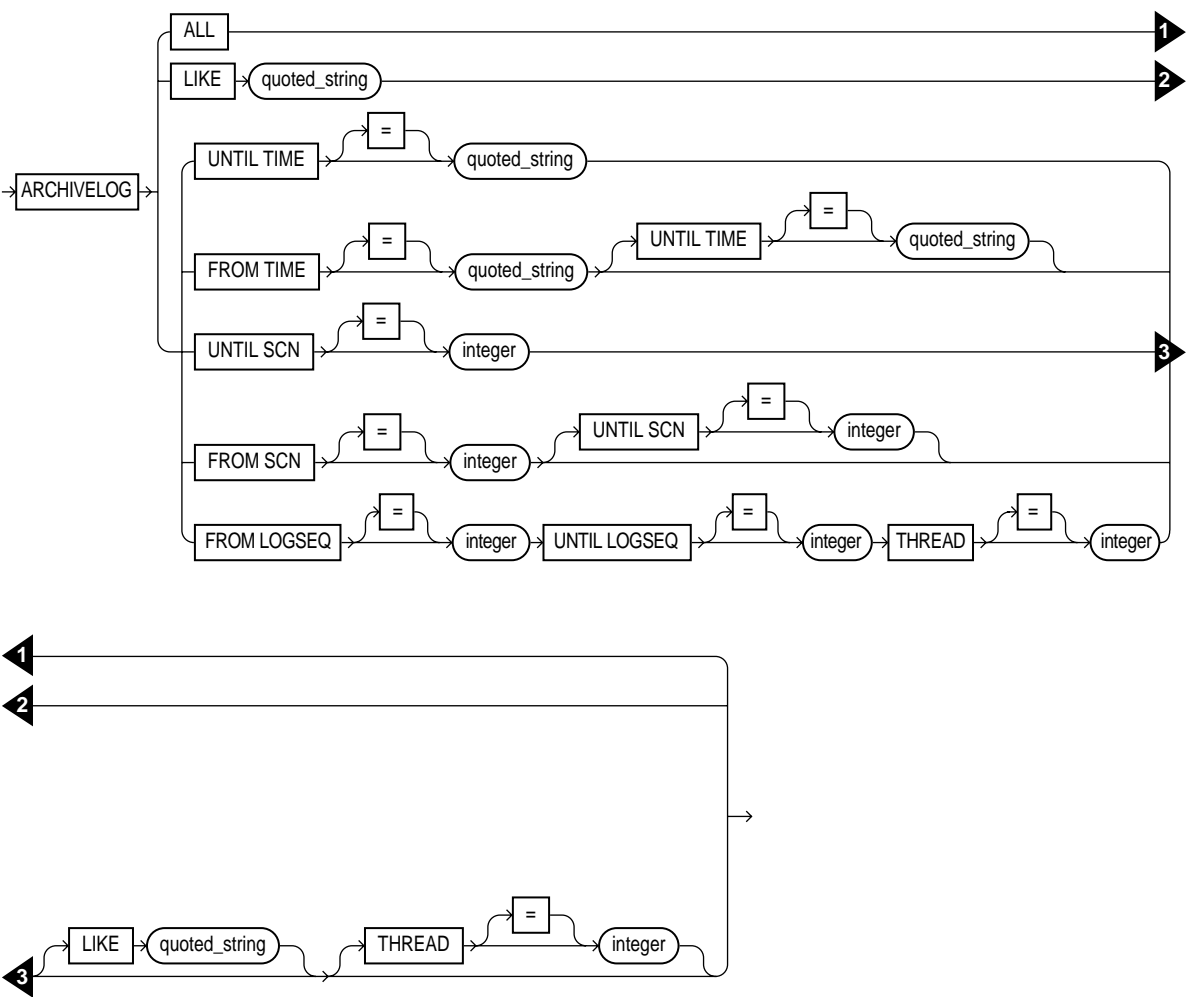 ALL 1
LIKE quoted_string 2
=
UNTIL TIME quoted_string
ARCHIVELOG
= UNTIL TIME = quoted_string
FROM TIME quoted_string
=
UNTIL SCN integer 3
= UNTIL SCN = integer
FROM SCN integer
= = =
FROM LOGSEQ integer UNTIL LOGSEQ integer THREAD integer
1
2
=
LIKE quoted_string THREAD integer
3